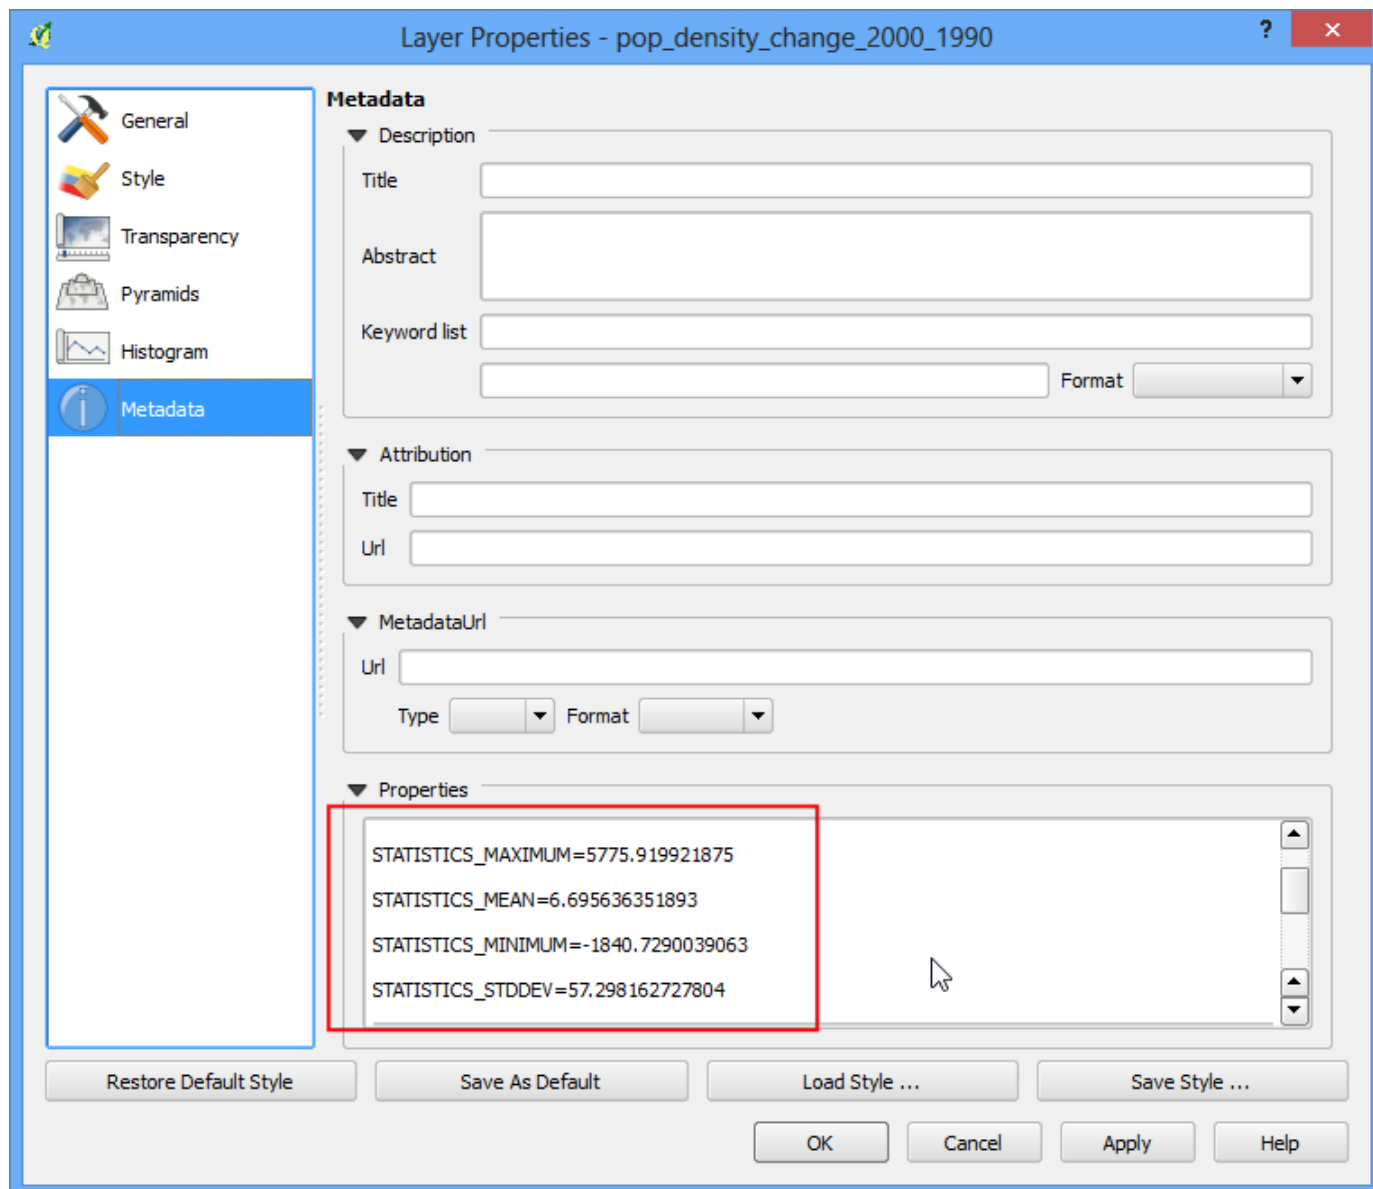 Layer Properties - pop_density_change_2000_1990
?
General
Style
Transparency
Pyramids
Histogram
Metadata
Metadata
Description
Title
Abstract
Keyword list
Format
Attribution
Title
Url
MetadataUrl
Url
Type Format
Properties
STATISTICS_MAXIMUM=5775.919921875
STATISTICS_MEAN=6.695636351893
STATISTICS_MINIMUM=-1840.7290039063
STATISTICS_STDDEV=57.298162727804
Restore Default Style Save As Default Load Style ... Save Style ...
OK Cancel Apply Help